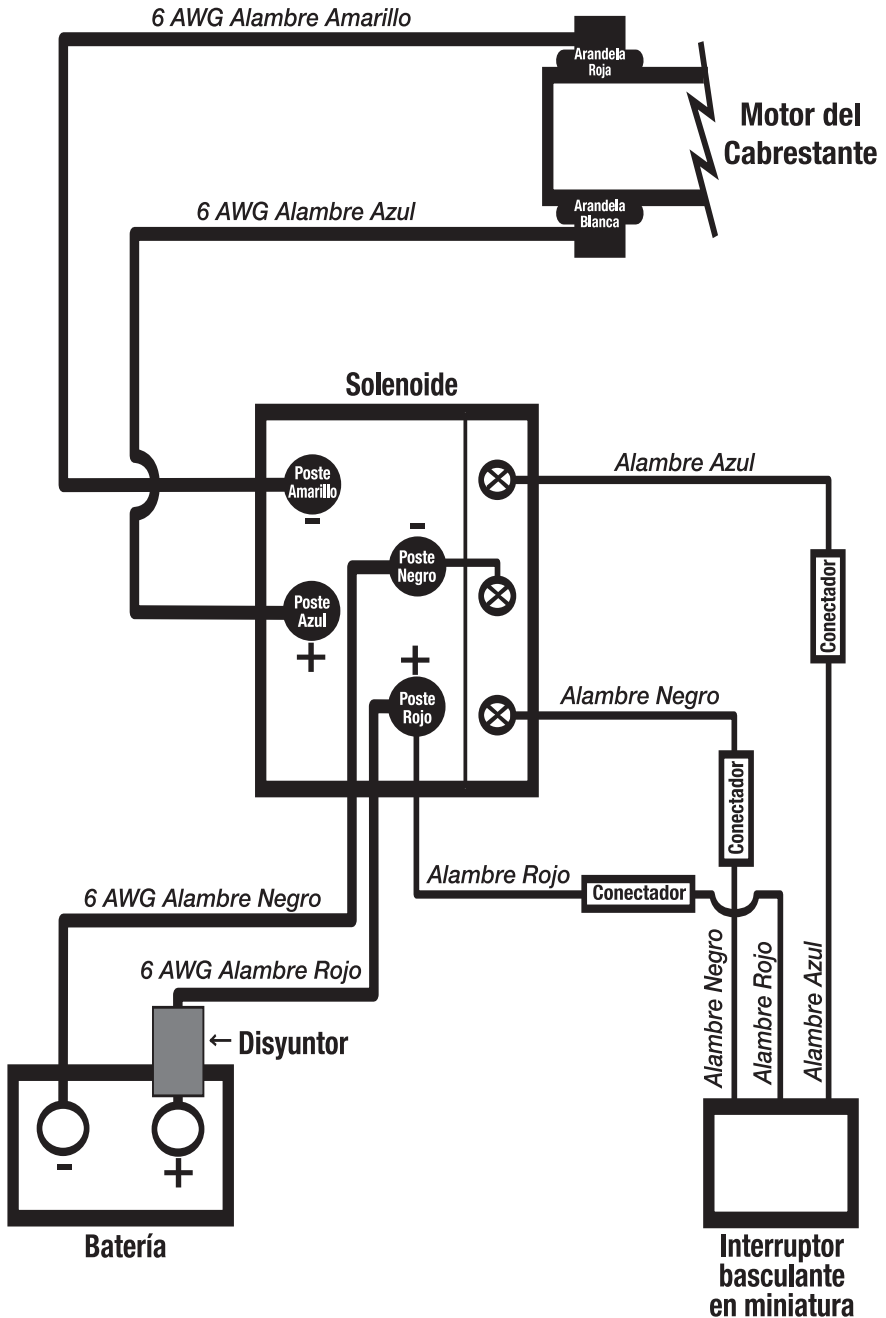 6 AWG Alambre Amarillo
Arandela
Roja
Motor del
Cabrestante
6 AWG Alambre Azul
Arandela
Blanca
Solenoide
Poste
Amarillo
-
Alambre Azul
-
Poste
Negro
Conectador
Poste
Azul
+
+
Poste
Rojo
Alambre Negro
Conectador
Alambre Rojo
Conectador
6 AWG Alambre Negro
6 AWG Alambre Rojo
Alambre Negro
Alambre Rojo
Alambre Azul
← Disyuntor
-
+
Batería
Interruptor
basculante
en miniatura